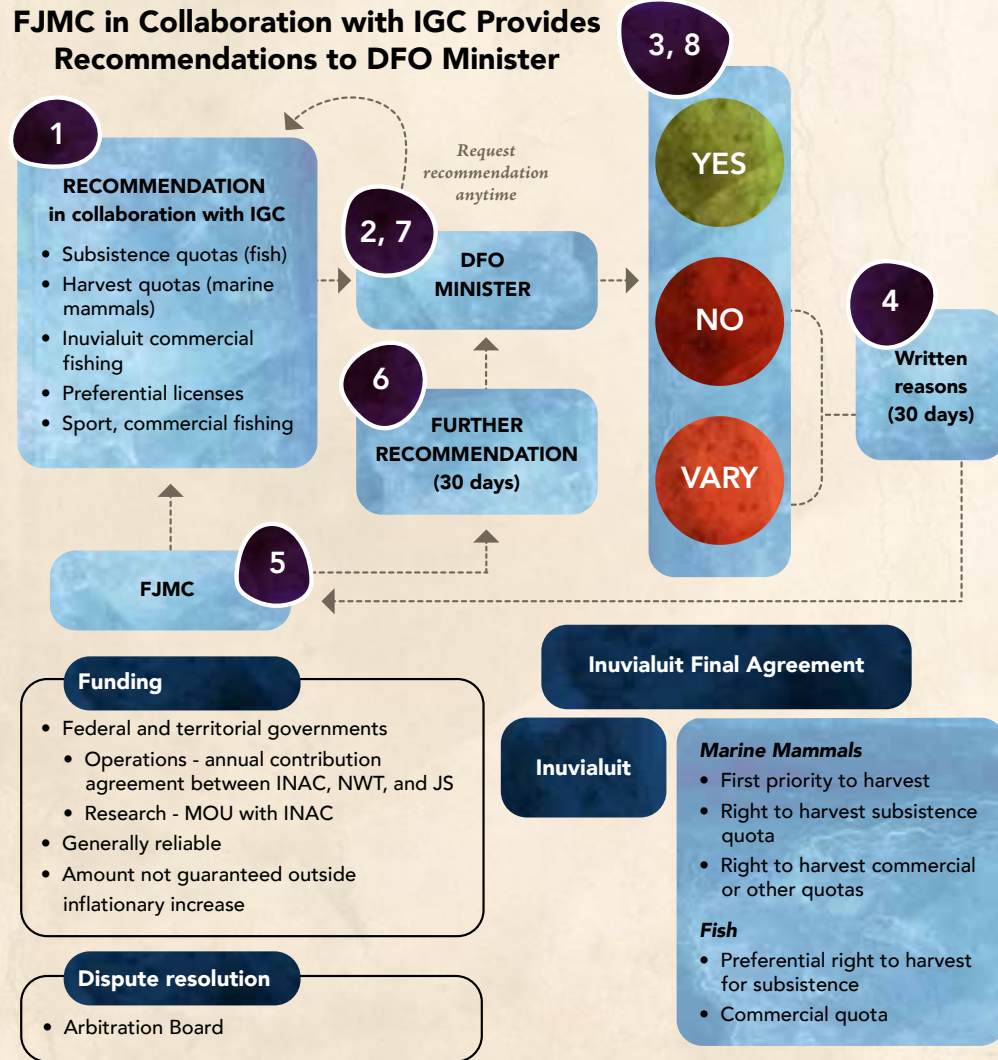 FJMC in Collaboration with IGC Provides
Recommendations to DFO Minister
3, 8
1
RECOMMENDATION
in collaboration with IGC
• Subsistence quotas (fish)
• Harvest quotas (marine
mammals)
• Inuvialuit commercial
fishing
• Preferential licenses
• Sport, commercial fishing
Request
recommendation
anytime
2, 7
DFO
MINISTER
YES
NO
VARY
4
Written
reasons
(30 days)
6
FURTHER
RECOMMENDATION
(30 days)
5
FJMC
Funding
• Federal and territorial governments
• Operations - annual contribution
agreement between INAC, NWT, and JS
• Research - MOU with INAC
• Generally reliable
• Amount not guaranteed outside
inflationary increase
Dispute resolution
• Arbitration Board
Inuvialuit Final Agreement
Inuvialuit
Marine Mammals
• First priority to harvest
• Right to harvest subsistence
quota
• Right to harvest commercial
or other quotas
Fish
• Preferential right to harvest
for subsistence
• Commercial quota